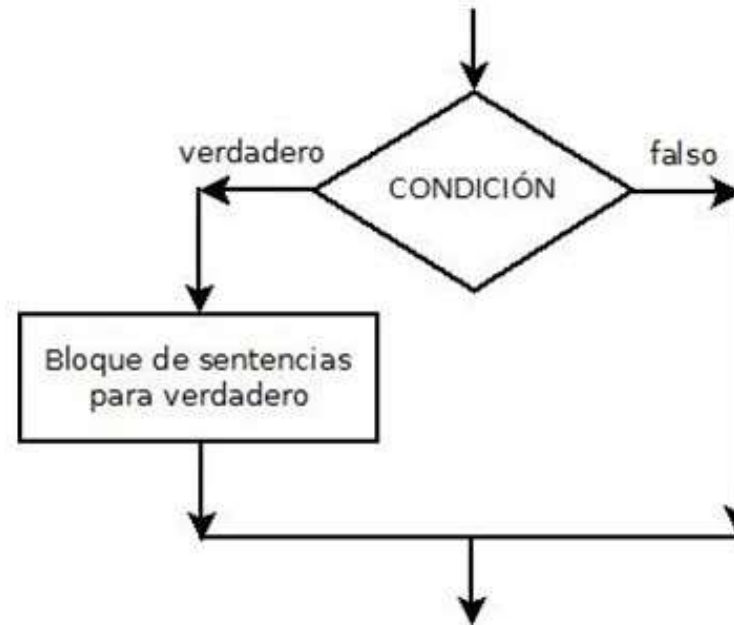 verdadero
falso
CONDICIÓN
Bloque de sentencias
para verdadero